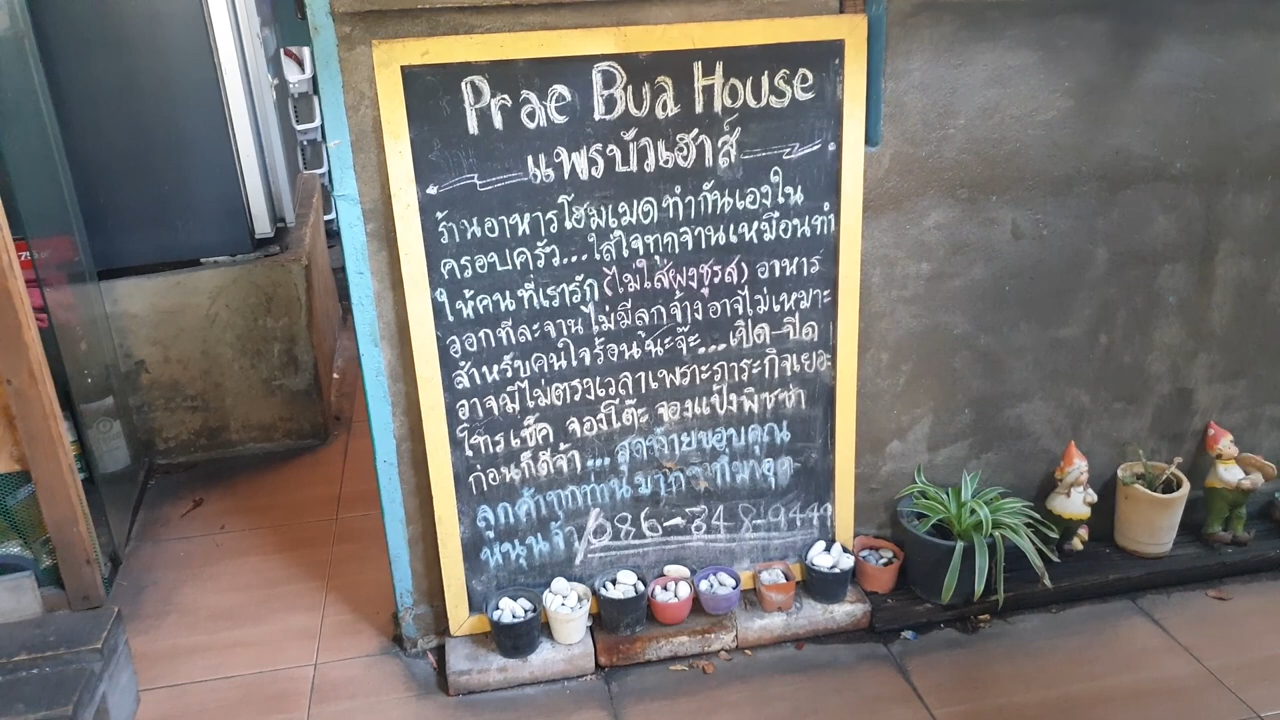 Prae Bua House
แพรบัวเฮาส์
ร้านอาหารโฮมเมด ทำกันเองใน
ครอบครัว...ใส่ใจทุกจานเหมือนทำ
ให้คนที่เรารัก (ไม่ใส่ผงชูรส) อาหาร
ออกทีละจาน ไม่มีลูกจ้าง อาจไม่เหมาะ
สำหรับคนใจร้อนน๊ะจ๊ะ...เปิด-ปิด
อาจมีไม่ตรงเวลาเพราะภาระกิจเยอะ
โทรเช็ค จองโต๊ะ จองแป้งพิซซ่า
ก่อนก็ดีจ้า...สุดท้ายขอบคุณ
ลูกค้าทุกท่าน
086-848-944
75